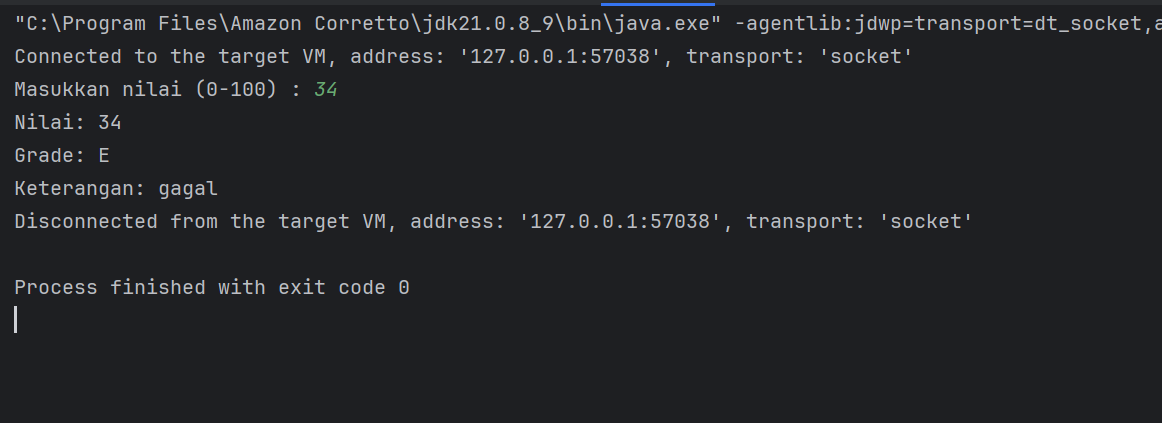 "C:\Program Files\Amazon Corretto\jdk21.0.8_9\bin\java.exe" -agentlib:jdwp=transport=dt_socket,a
Connected to the target VM, address: '127.0.0.1:57038', transport: 'socket'
Masukkan nilai (0-100) : 34
Nilai: 34
Grade: E
Keterangan: gagal
Disconnected from the target VM, address: '127.0.0.1:57038', transport: 'socket'
Process finished with exit code 0